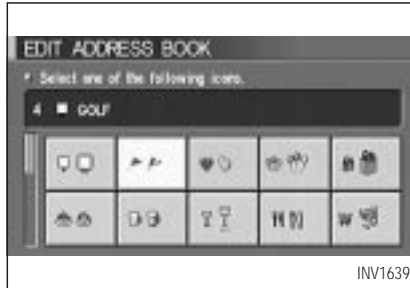 EDIT ADDRESS BOOK
Select one of the following icons.
4 GOLF
INV1639